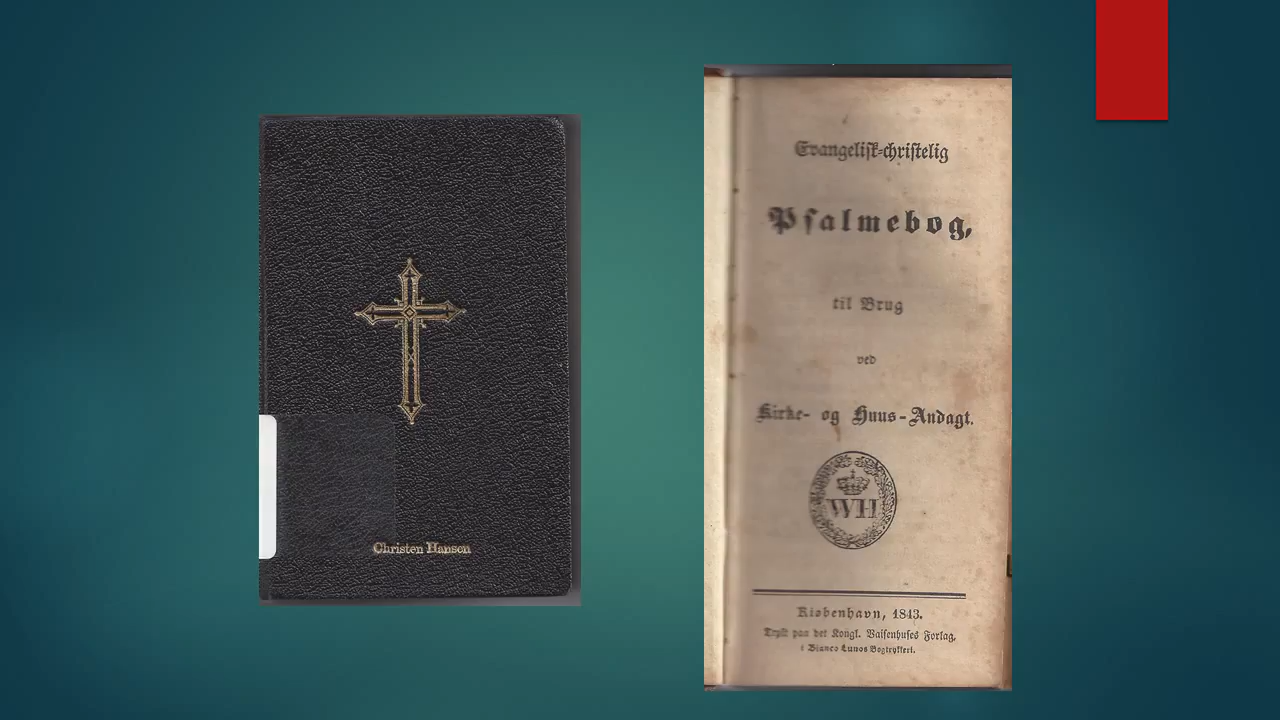 Christen Hansen
Evangelisk-christelig
Psalmebog,
til Brug
ved
Kirke- og Huus-Andagt.
WH
Kiøbenhavn, 1843.
Trykt paa det Kongl. Vaisenhuses Forlag,
i Bianco Lunos Bogtrykkeri.